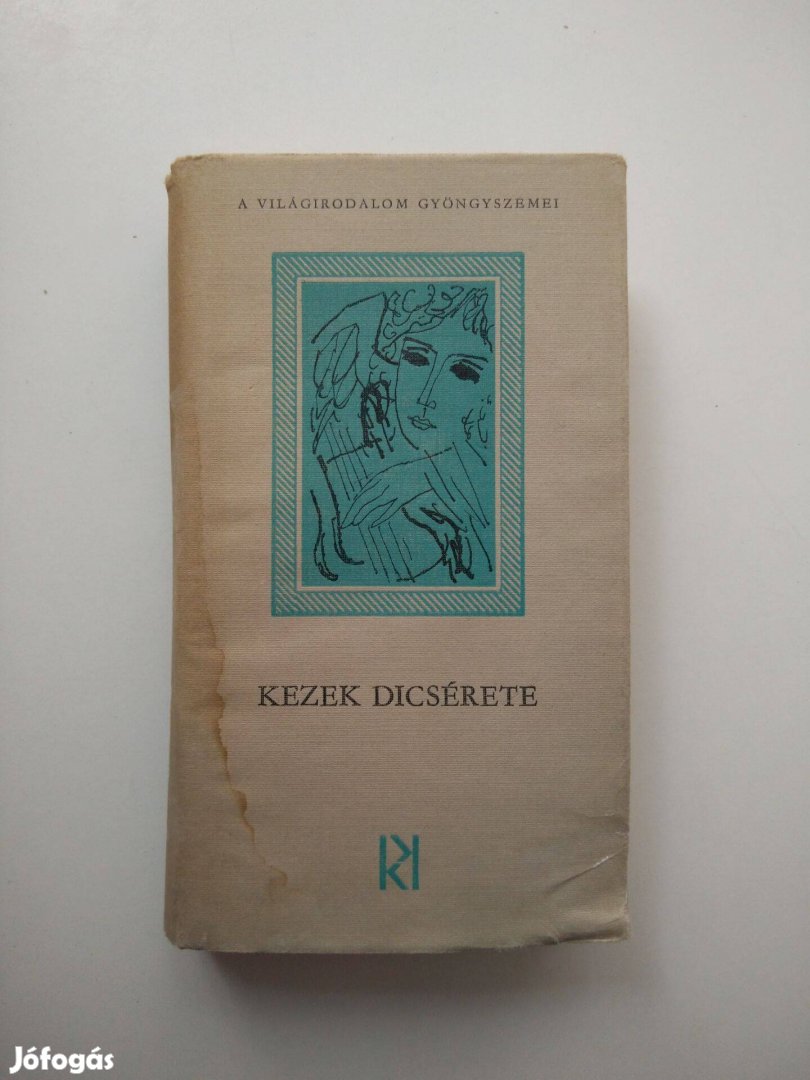 A VILÁGIRODALOM GYÖNGYSZEMEI
KEZEK DICSÉRETE
Jófogás